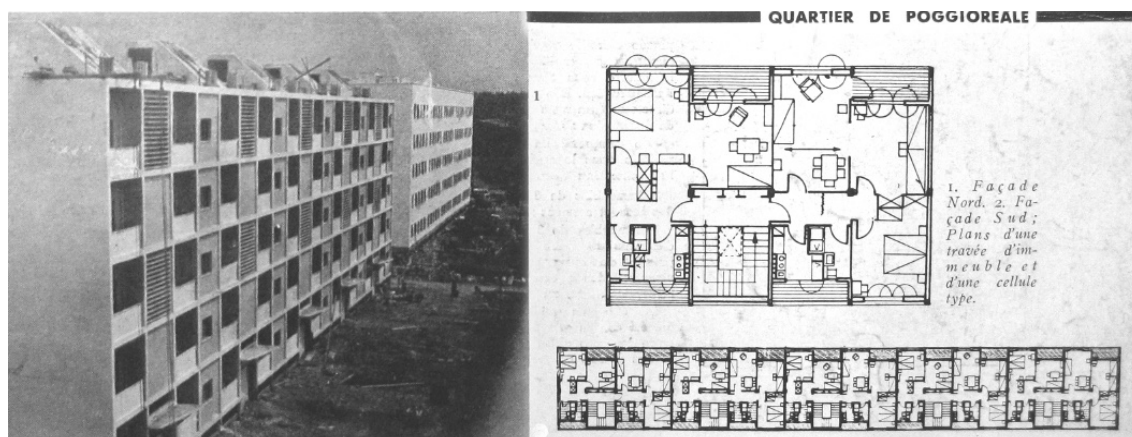 QUARTIER DE POGGIOREALE
1
1. Façade
Nord. 2. Fa-
çade Sud ;
Plans d'une
travée d'im-
meuble et
d'une cellule
type.